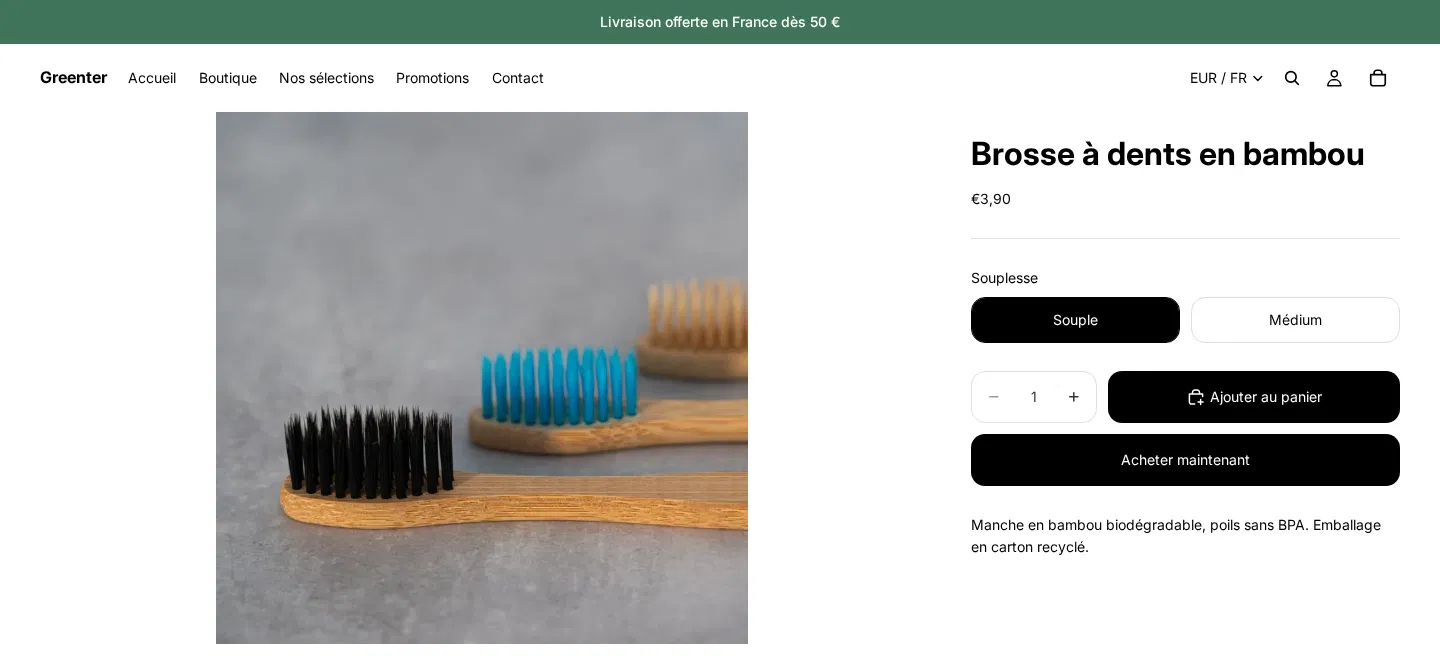 Livraison offerte en France dès 50 €
Greenter Accueil Boutique Nos sélections Promotions Contact EUR / FR
Brosse à dents en bambou
€3,90
Souplesse
Souple Médium
− 1 + Ajouter au panier
Acheter maintenant
Manche en bambou biodégradable, poils sans BPA. Emballage
en carton recyclé.